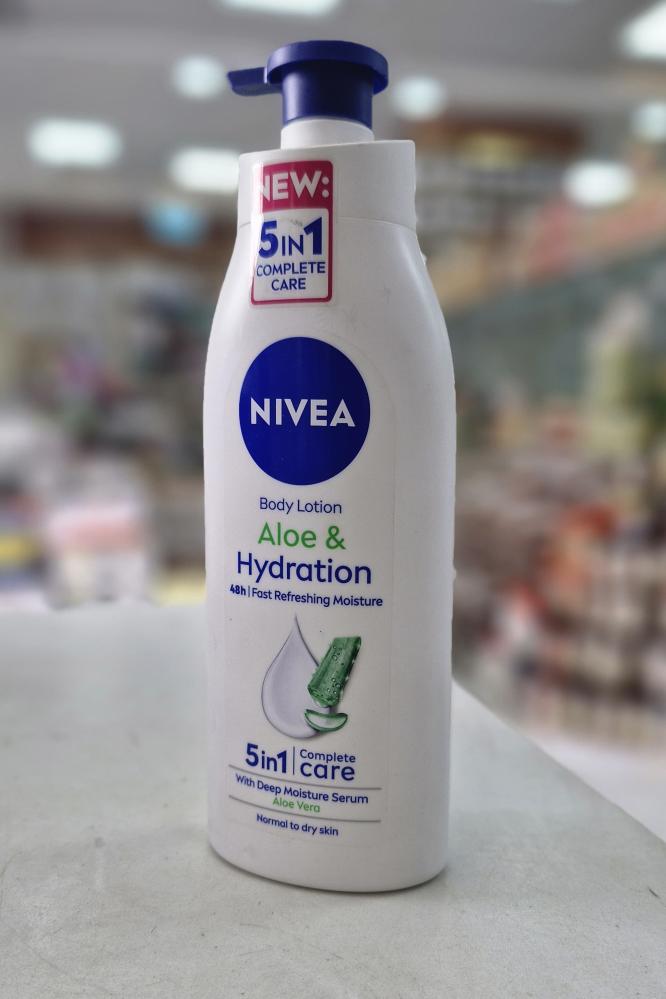 NEW:
5IN1
COMPLETE
CARE
NIVEA
Body Lotion
Aloe &
Hydration
48h | Fast Refreshing Moisture
5in1 | Complete care
With Deep Moisture Serum
Aloe Vera
Normal to dry skin